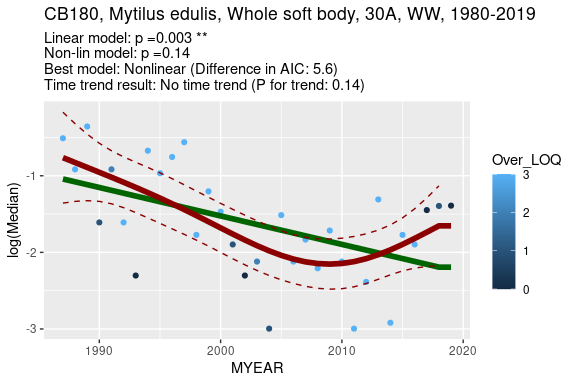 CB180, Mytilus edulis, Whole soft body, 30A, WW, 1980-2019
Linear model: p =0.003 **
Non-lin model: p =0.14
Best model: Nonlinear (Difference in AIC: 5.6)
Time trend result: No time trend (P for trend: 0.14)
log(Median)
-1
-2
-3
1990
2000
2010
2020
MYEAR
Over_LOQ
3
2
1
0